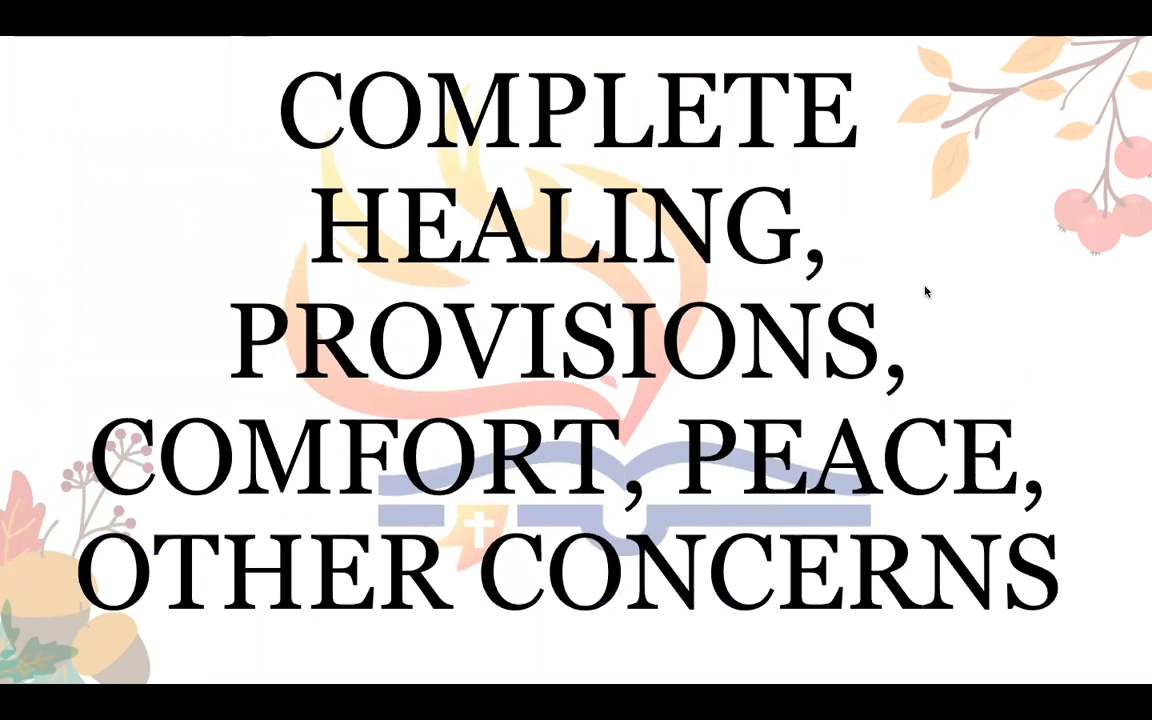 COMPLETE
HEALING,
PROVISIONS,
COMFORT, PEACE,
OTHER CONCERNS